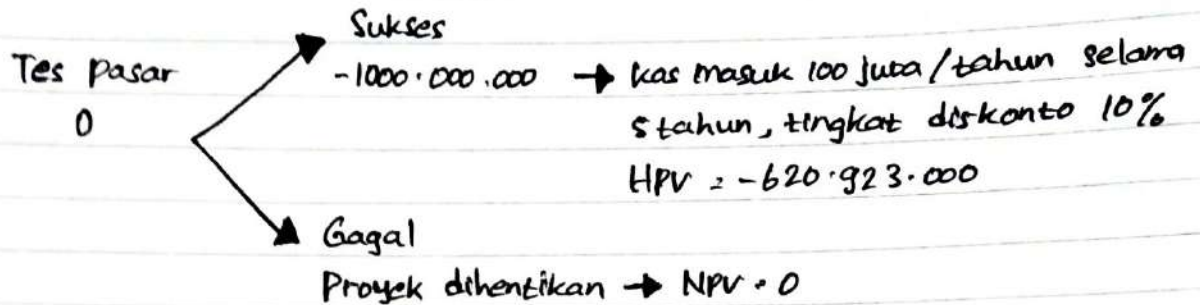 Sukses
Tes pasar
-1000.000.000 → kas masuk 100 juta/tahun selama
0
5 tahun, tingkat diskonto 10%
HPV = -620.923.000
Gagal
Proyek dihentikan → NPV = 0